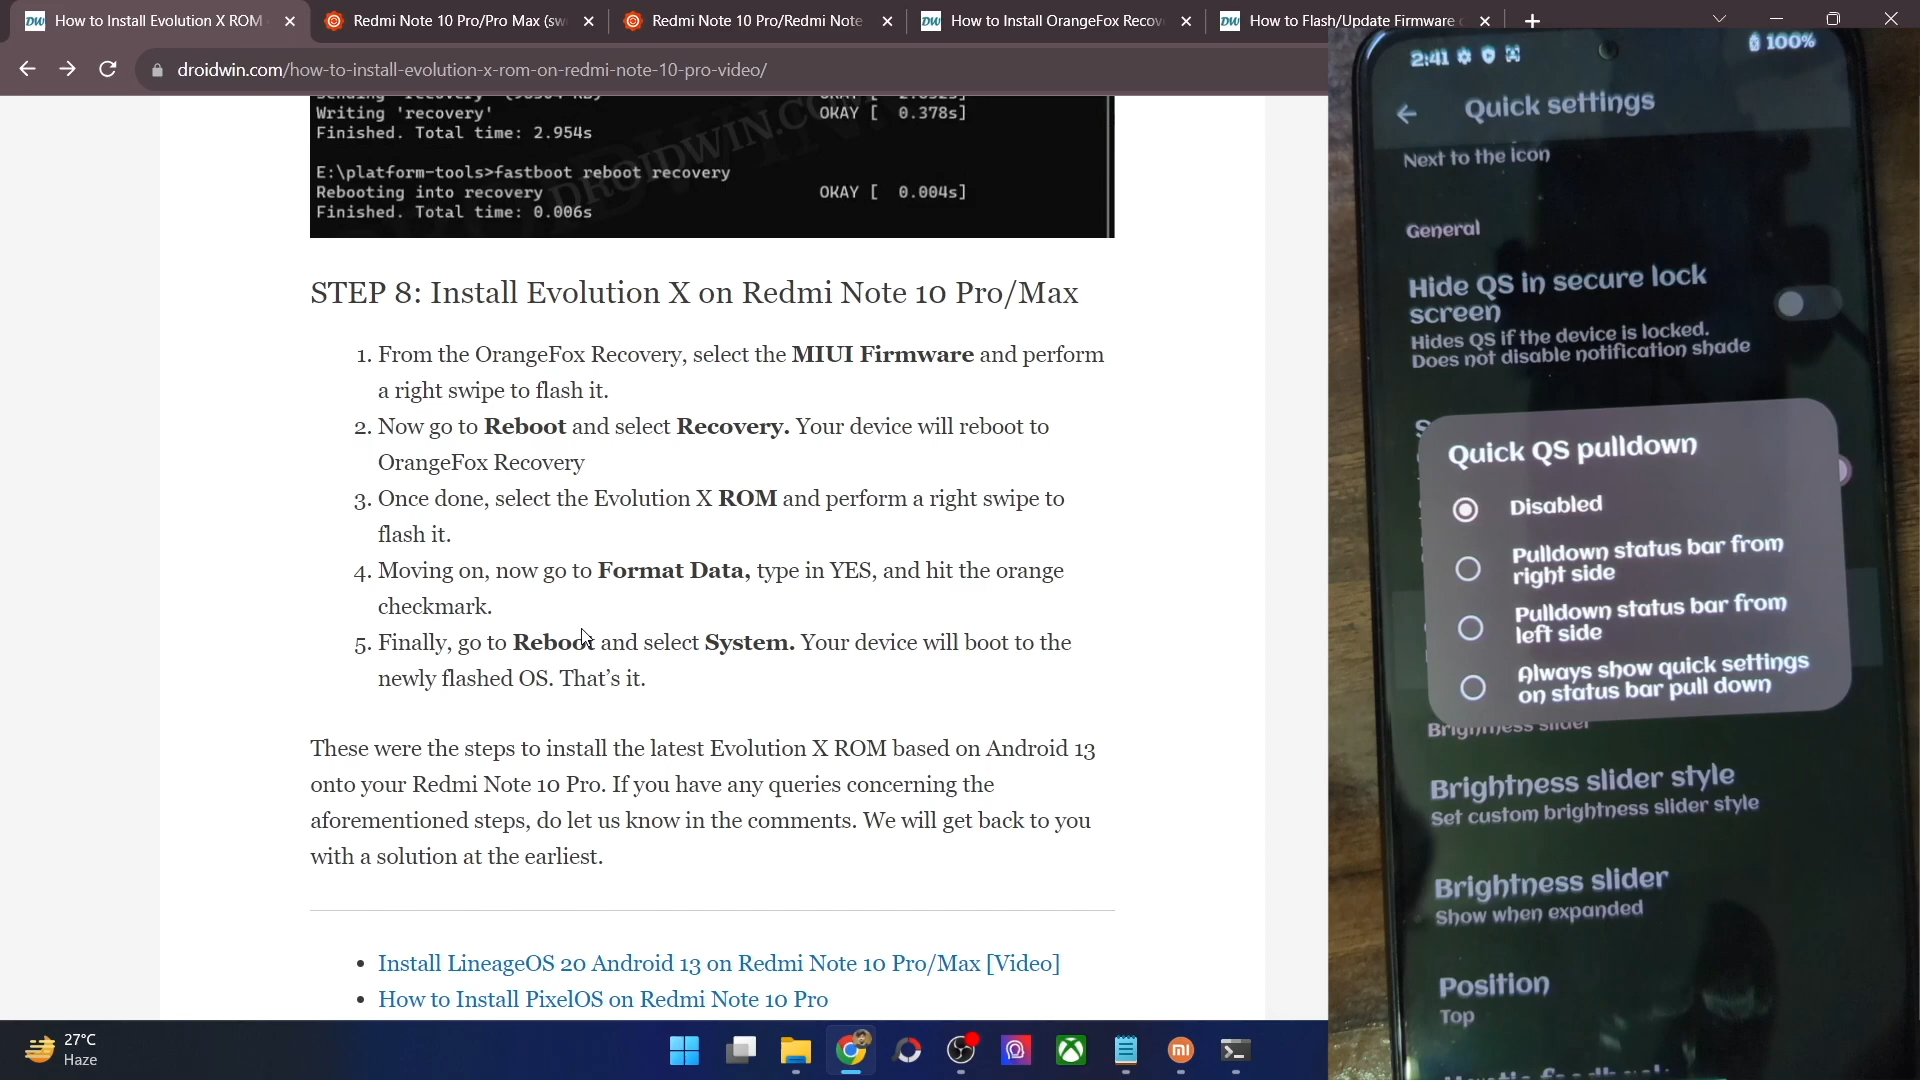 How to Install Evolution X ROM
Redmi Note 10 Pro/Pro Max (sw
Redmi Note 10 Pro/Redmi Note
How to Install OrangeFox Recov
How to Flash/Update Firmware
droidwin.com/how-to-install-evolution-x-rom-on-redmi-note-10-pro-video/
Writing 'recovery' OKAY [ 0.378s]
Finished. Total time: 2.954s
E:\platform-tools>fastboot reboot recovery
Rebooting into recovery OKAY [ 0.004s]
Finished. Total time: 0.006s
STEP 8: Install Evolution X on Redmi Note 10 Pro/Max
1. From the OrangeFox Recovery, select the MIUI Firmware and perform
a right swipe to flash it.
2. Now go to Reboot and select Recovery. Your device will reboot to
OrangeFox Recovery
3. Once done, select the Evolution X ROM and perform a right swipe to
flash it.
4. Moving on, now go to Format Data, type in YES, and hit the orange
checkmark.
5. Finally, go to Reboot and select System. Your device will boot to the
newly flashed OS. That's it.
These were the steps to install the latest Evolution X ROM based on Android 13
onto your Redmi Note 10 Pro. If you have any queries concerning the
aforementioned steps, do let us know in the comments. We will get back to you
with a solution at the earliest.
• Install LineageOS 20 Android 13 on Redmi Note 10 Pro/Max [Video]
• How to Install PixelOS on Redmi Note 10 Pro
27°C
Haze
2:41
100%
Quick settings
Next to the icon
General
Hide QS in secure lock
screen
Hides QS if the device is locked.
Does not disable notification shade
Quick QS pulldown
Disabled
Pulldown status bar from
right side
Pulldown status bar from
left side
Always show quick settings
on status bar pull down
Brightness slider
Brightness slider style
Set custom brightness slider style
Brightness slider
Show when expanded
Position
Top